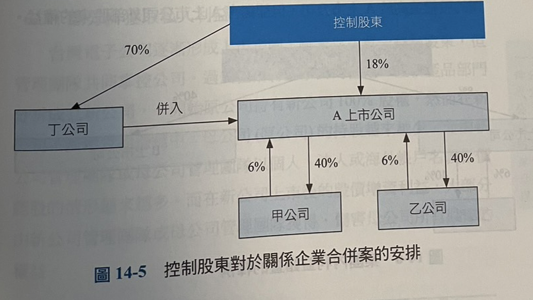 控制股東
70%
18%
丁公司
併入
A 上市公司
6%
40%
6%
40%
甲公司
乙公司
圖 14-5 控制股東對於關係企業合併案的安排